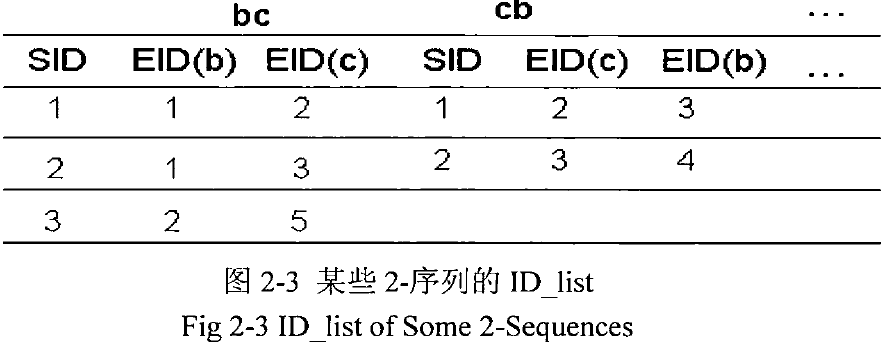 bc cb ...
SID EID(b) EID(c) SID EID(c) EID(b) ...
1 1 2 1 2 3
2 1 3 2 3 4
3 2 5
图 2-3 某些 2-序列的 ID_list
Fig 2-3 ID_list of Some 2-Sequences